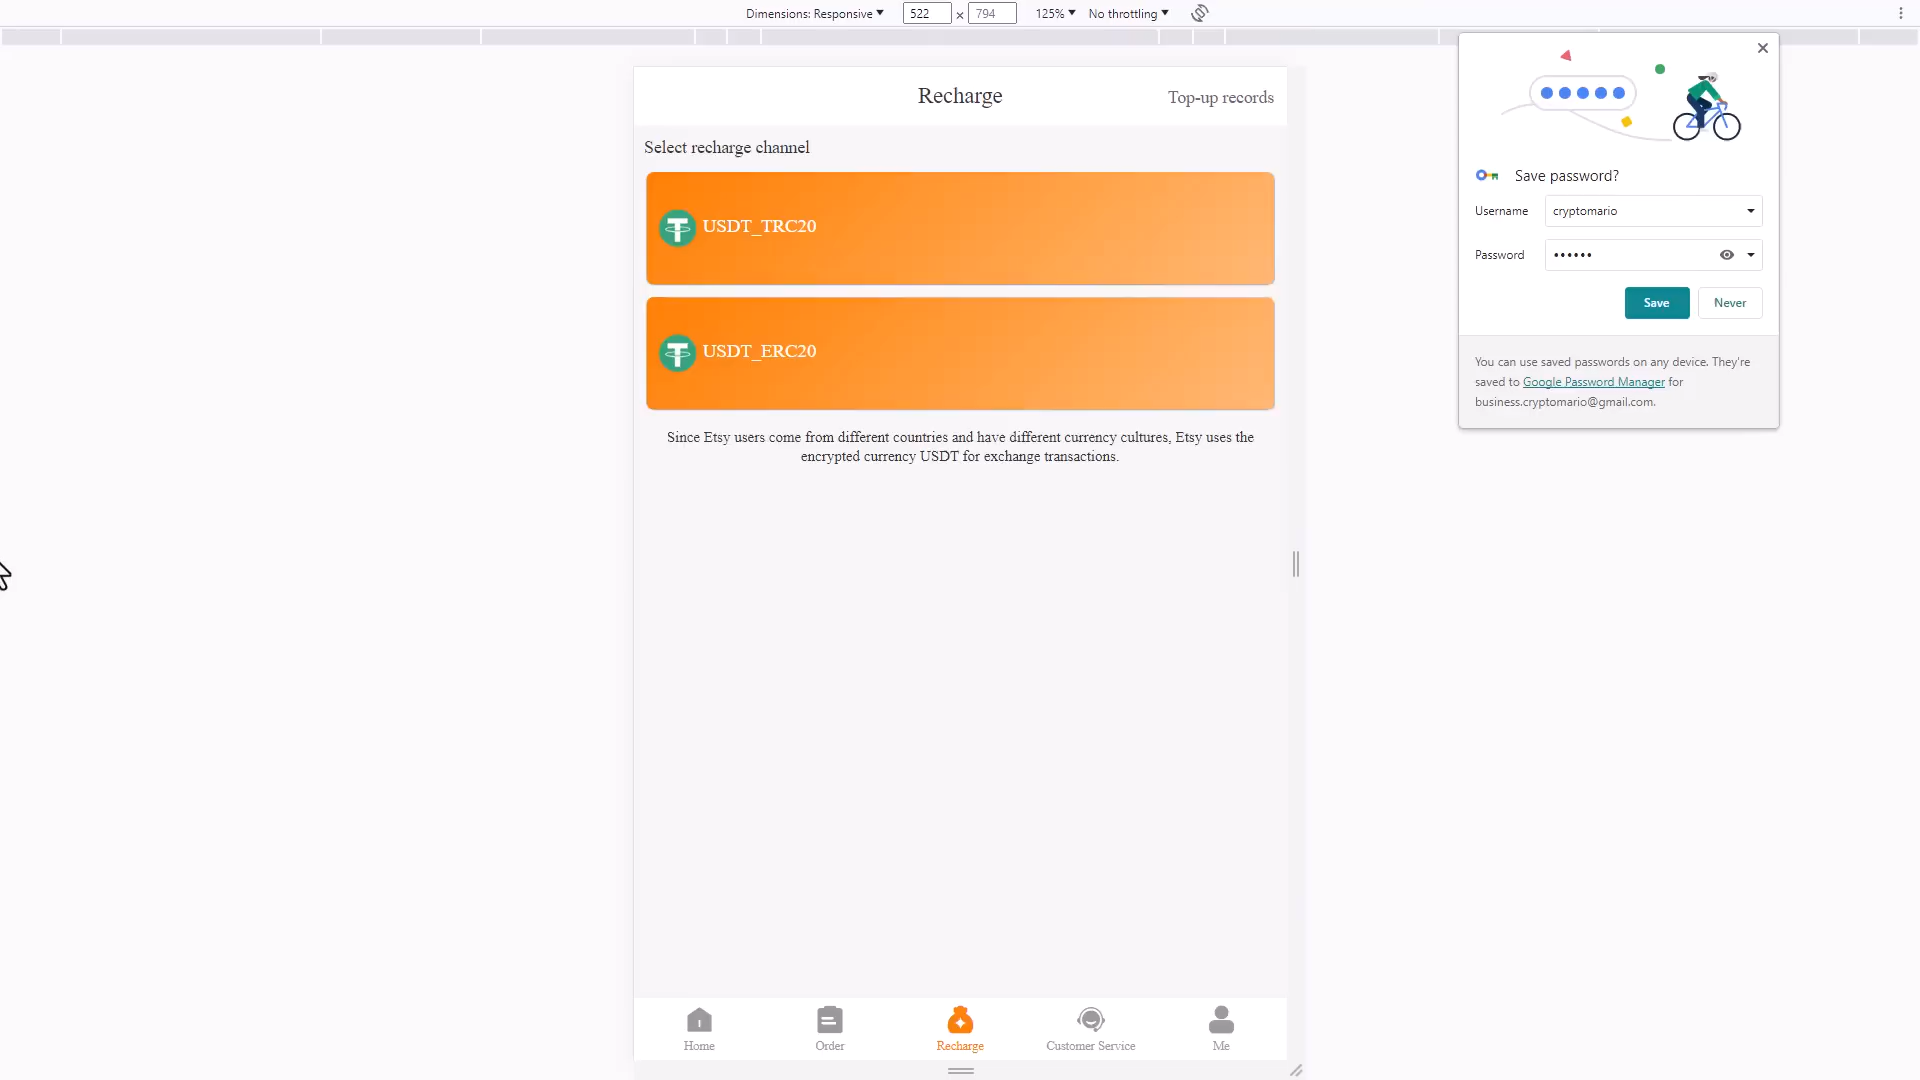 Dimensions: Responsive 522 x 794 125% No throttling
Recharge
Top-up records
Select recharge channel
USDT_TRC20
USDT_ERC20
Since Etsy users come from different countries and have different currency cultures, Etsy uses the
encrypted currency USDT for exchange transactions.
Home
Order
Recharge
Customer Service
Me
Save password?
Username cryptomario
Password ••••••
Save Never
You can use saved passwords on any device. They're
saved to Google Password Manager for
business.cryptomario@gmail.com.